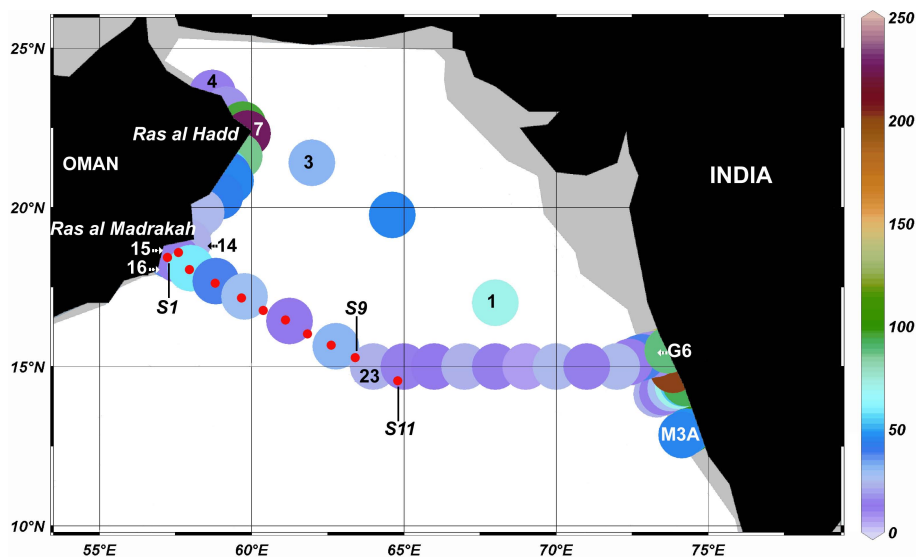 25°N
20°N
15°N
10°N
55°E
60°E
65°E
70°E
75°E
250
200
150
100
50
0
4
Ras al Hadd
7
3
OMAN
INDIA
Ras al Madrakah
15
14
16
S1
1
S9
G6
23
S11
M3A